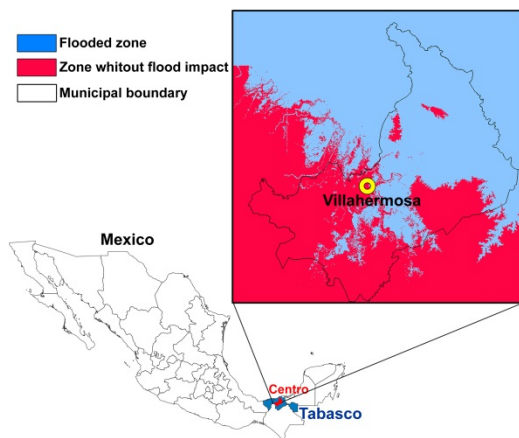 Flooded zone
Zone whitout flood impact
Municipal boundary
Villahermosa
Mexico
Centro
Tabasco